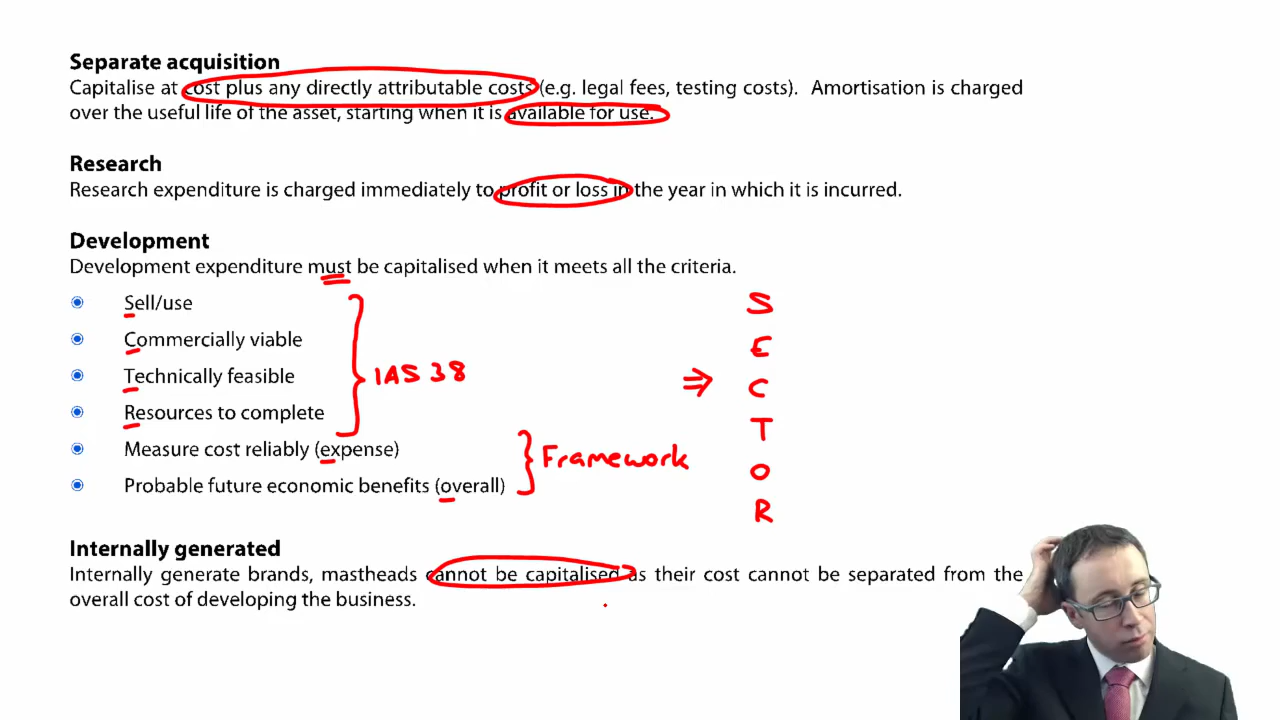 Separate acquisition
Capitalise at cost plus any directly attributable costs (e.g. legal fees, testing costs). Amortisation is charged
over the useful life of the asset, starting when it is available for use.
Research
Research expenditure is charged immediately to profit or loss in the year in which it is incurred.
Development
Development expenditure must be capitalised when it meets all the criteria.
Sell/use
Commercially viable
Technically feasible
Resources to complete
Measure cost reliably (expense)
Probable future economic benefits (overall)
IAS 38
Framework
⇒
S
E
C
T
O
R
Internally generated
Internally generate brands, mastheads cannot be capitalised as their cost cannot be separated from the
overall cost of developing the business.